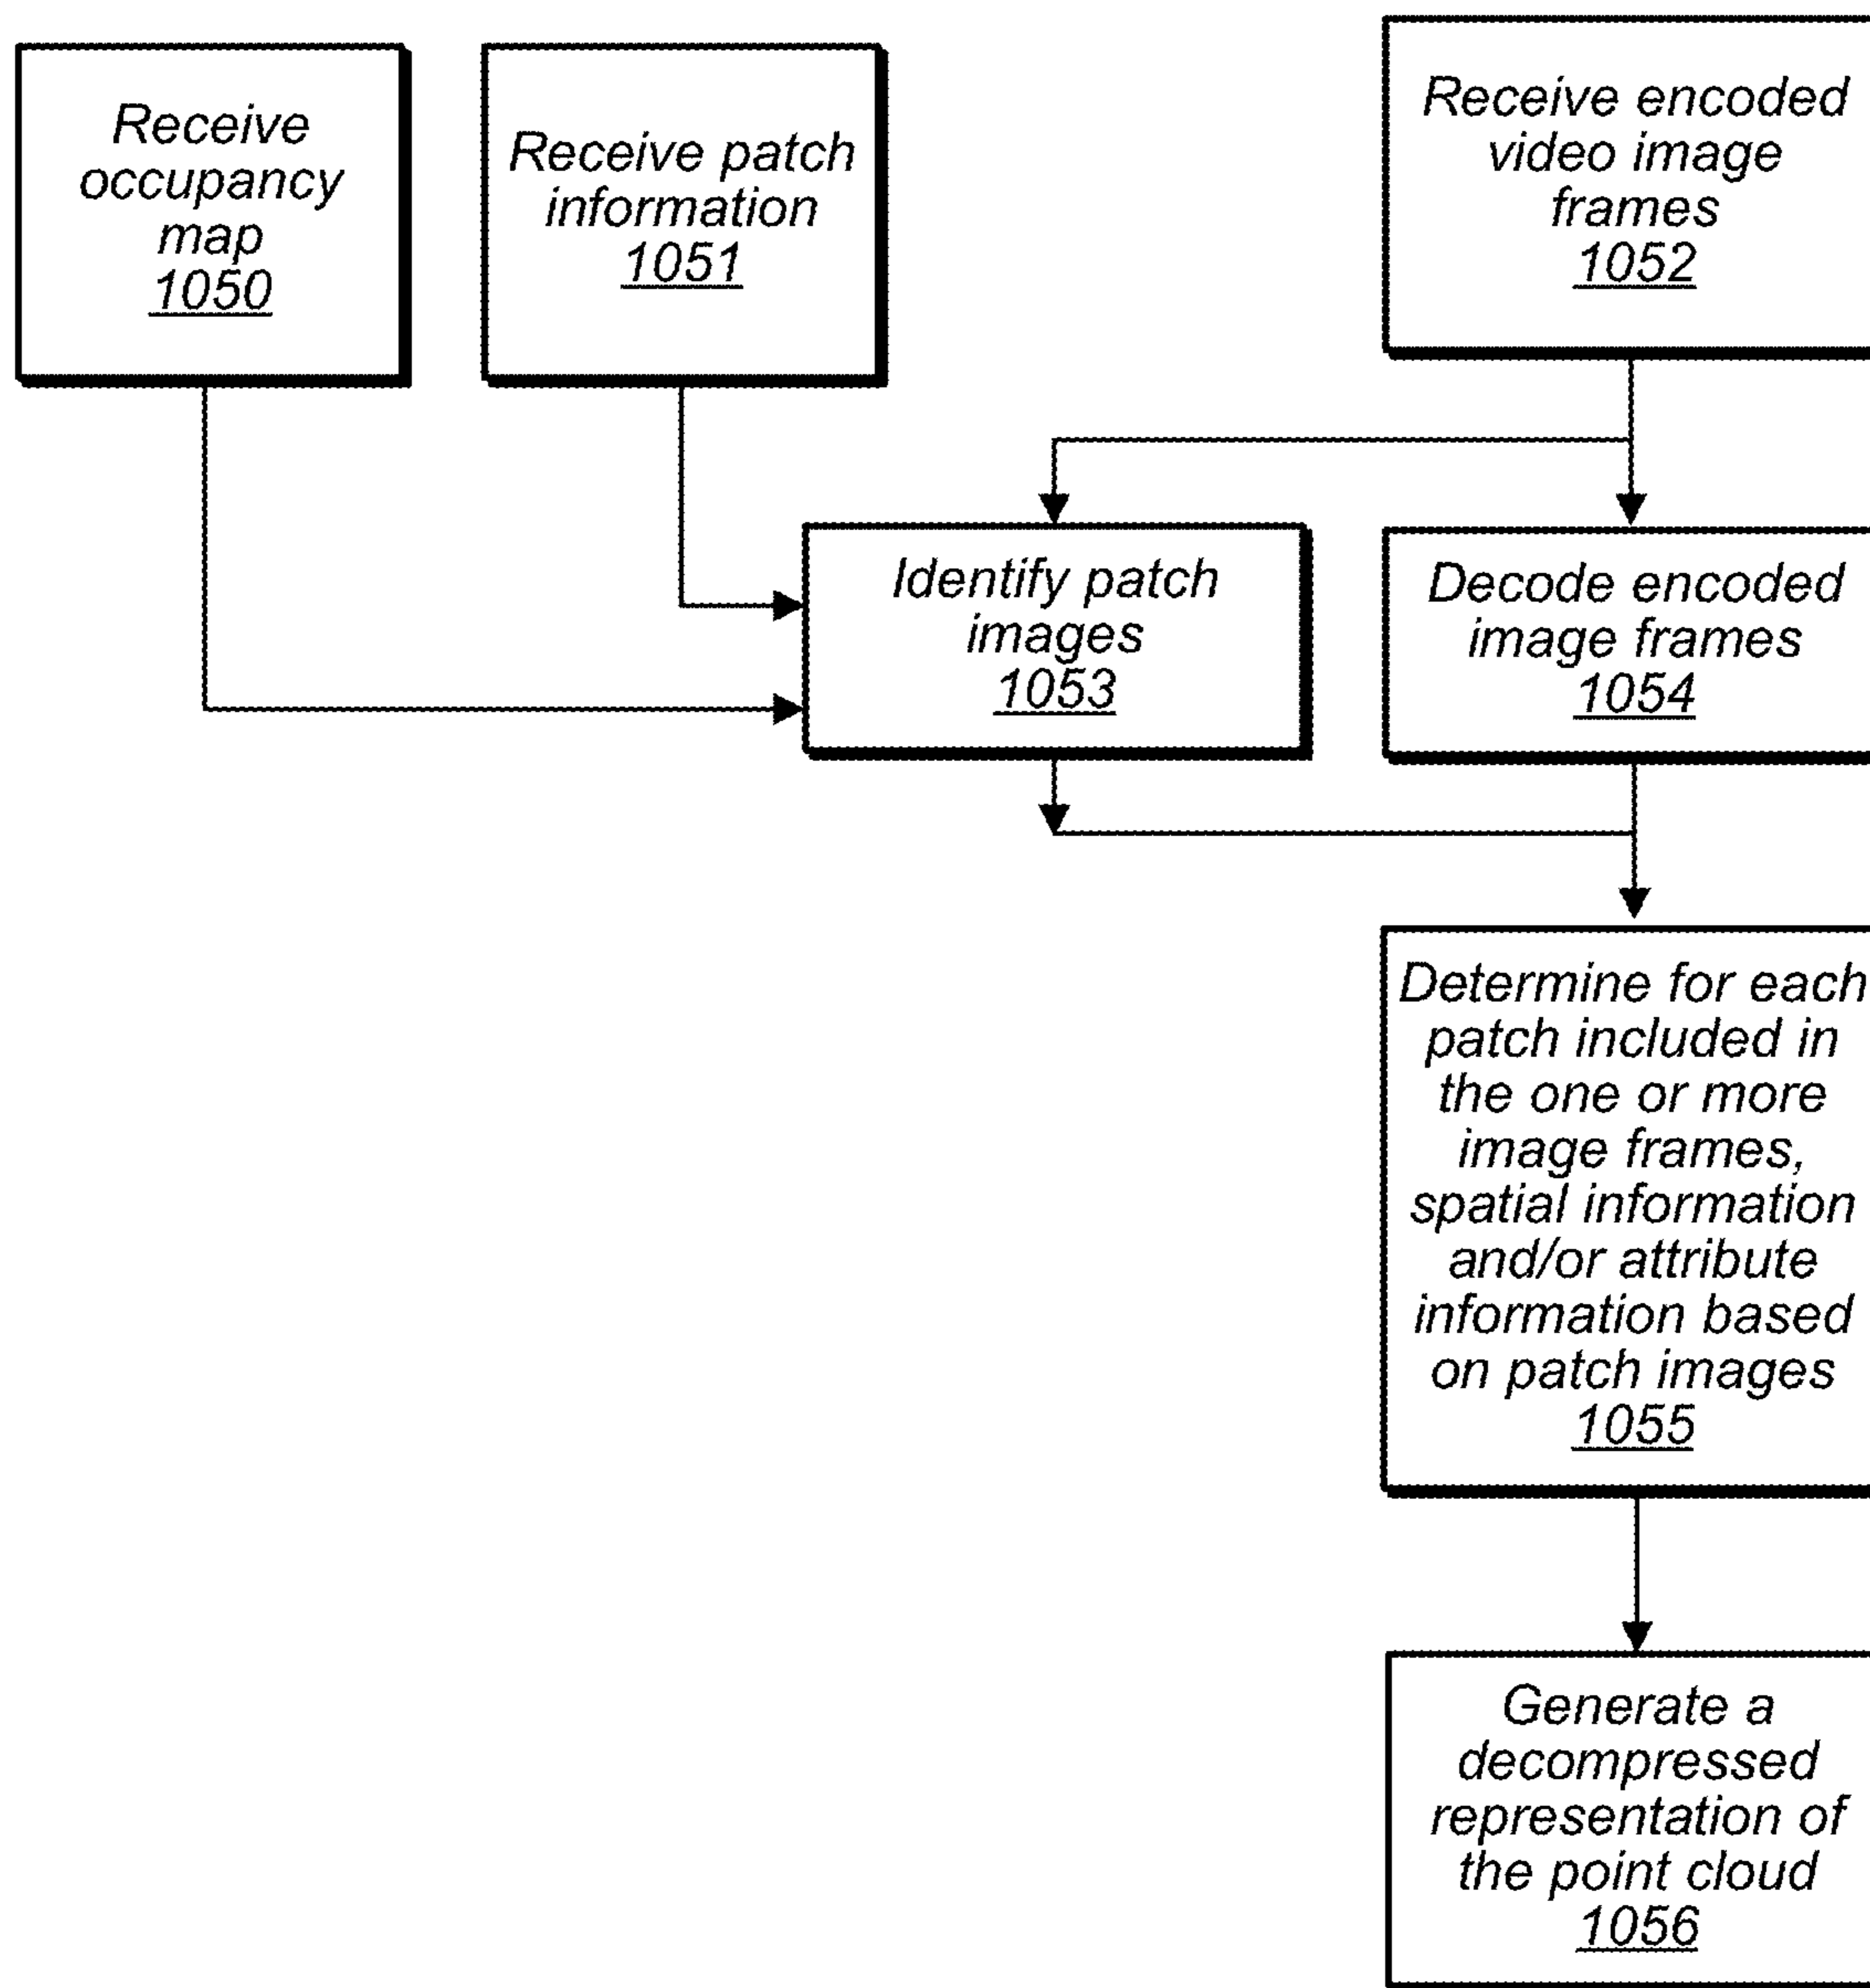 Receive
occupancy
map
1050
Receive patch
information
1051
Receive encoded
video image
frames
1052
Identify patch
images
1053
Decode encoded
image frames
1054
Determine for each
patch included in
the one or more
image frames,
spatial information
and/or attribute
information based
on patch images
1055
Generate a
decompressed
representation of
the point cloud
1056